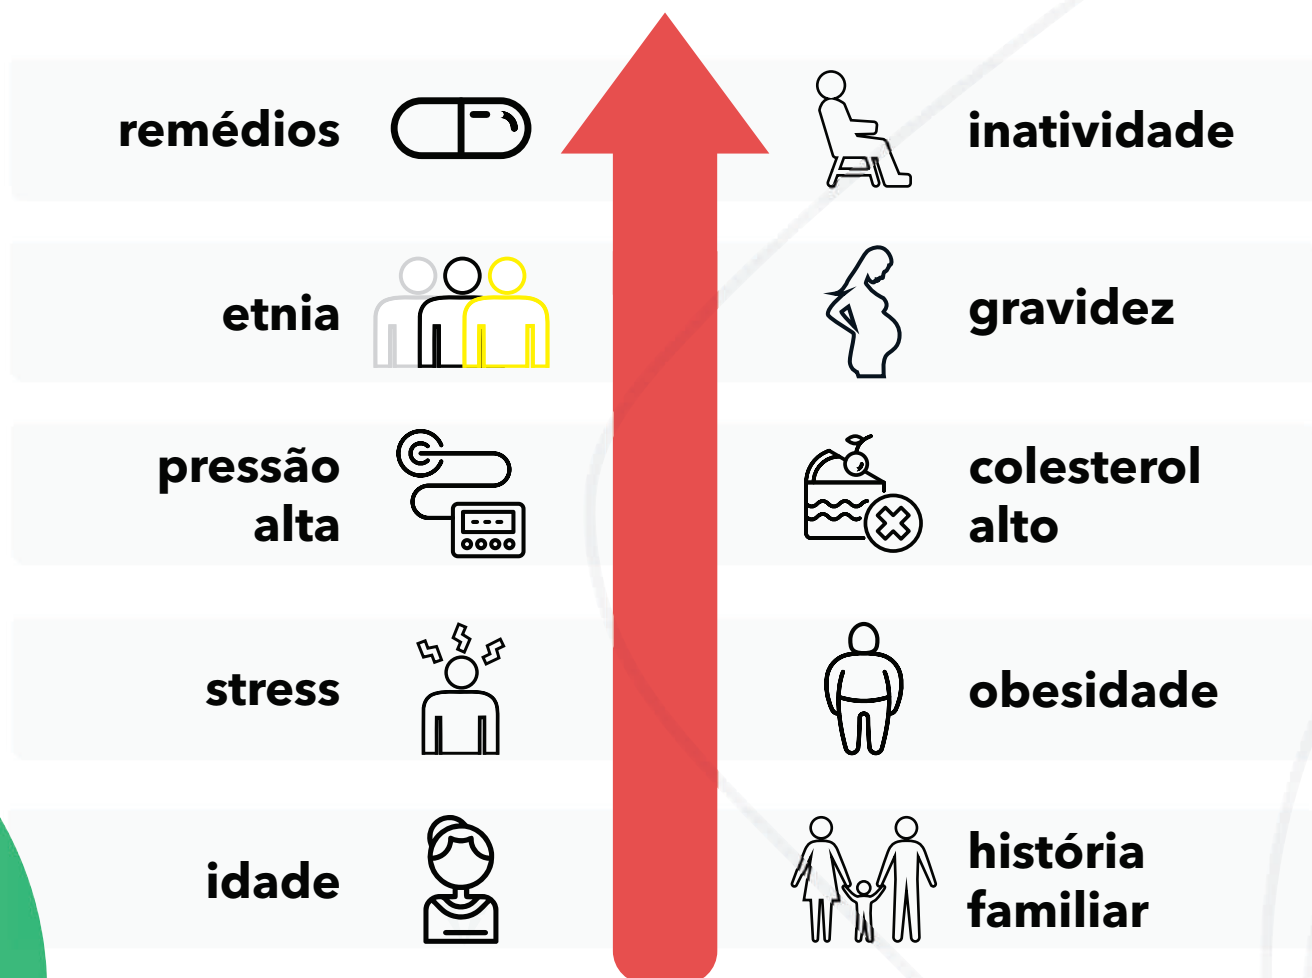 remédios
inatividade
etnia
gravidez
pressão
alta
colesterol
alto
stress
obesidade
idade
história
familiar